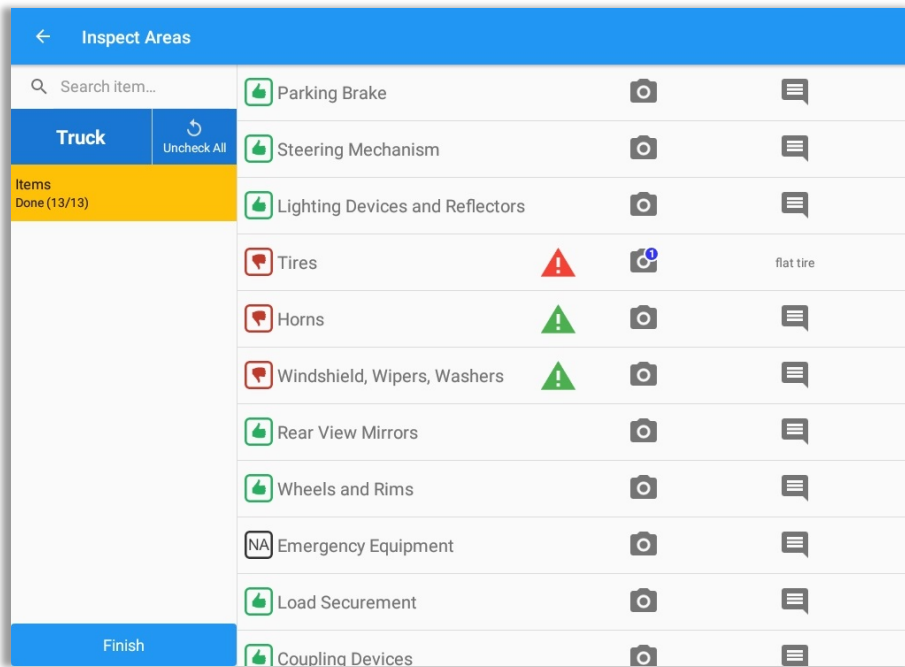 Inspect Areas
Search item...
Truck
Uncheck All
Items
Done (13/13)
Parking Brake
Steering Mechanism
Lighting Devices and Reflectors
Tires
1
flat tire
Horns
Windshield, Wipers, Washers
Rear View Mirrors
Wheels and Rims
NA Emergency Equipment
Load Securement
Coupling Devices
Finish